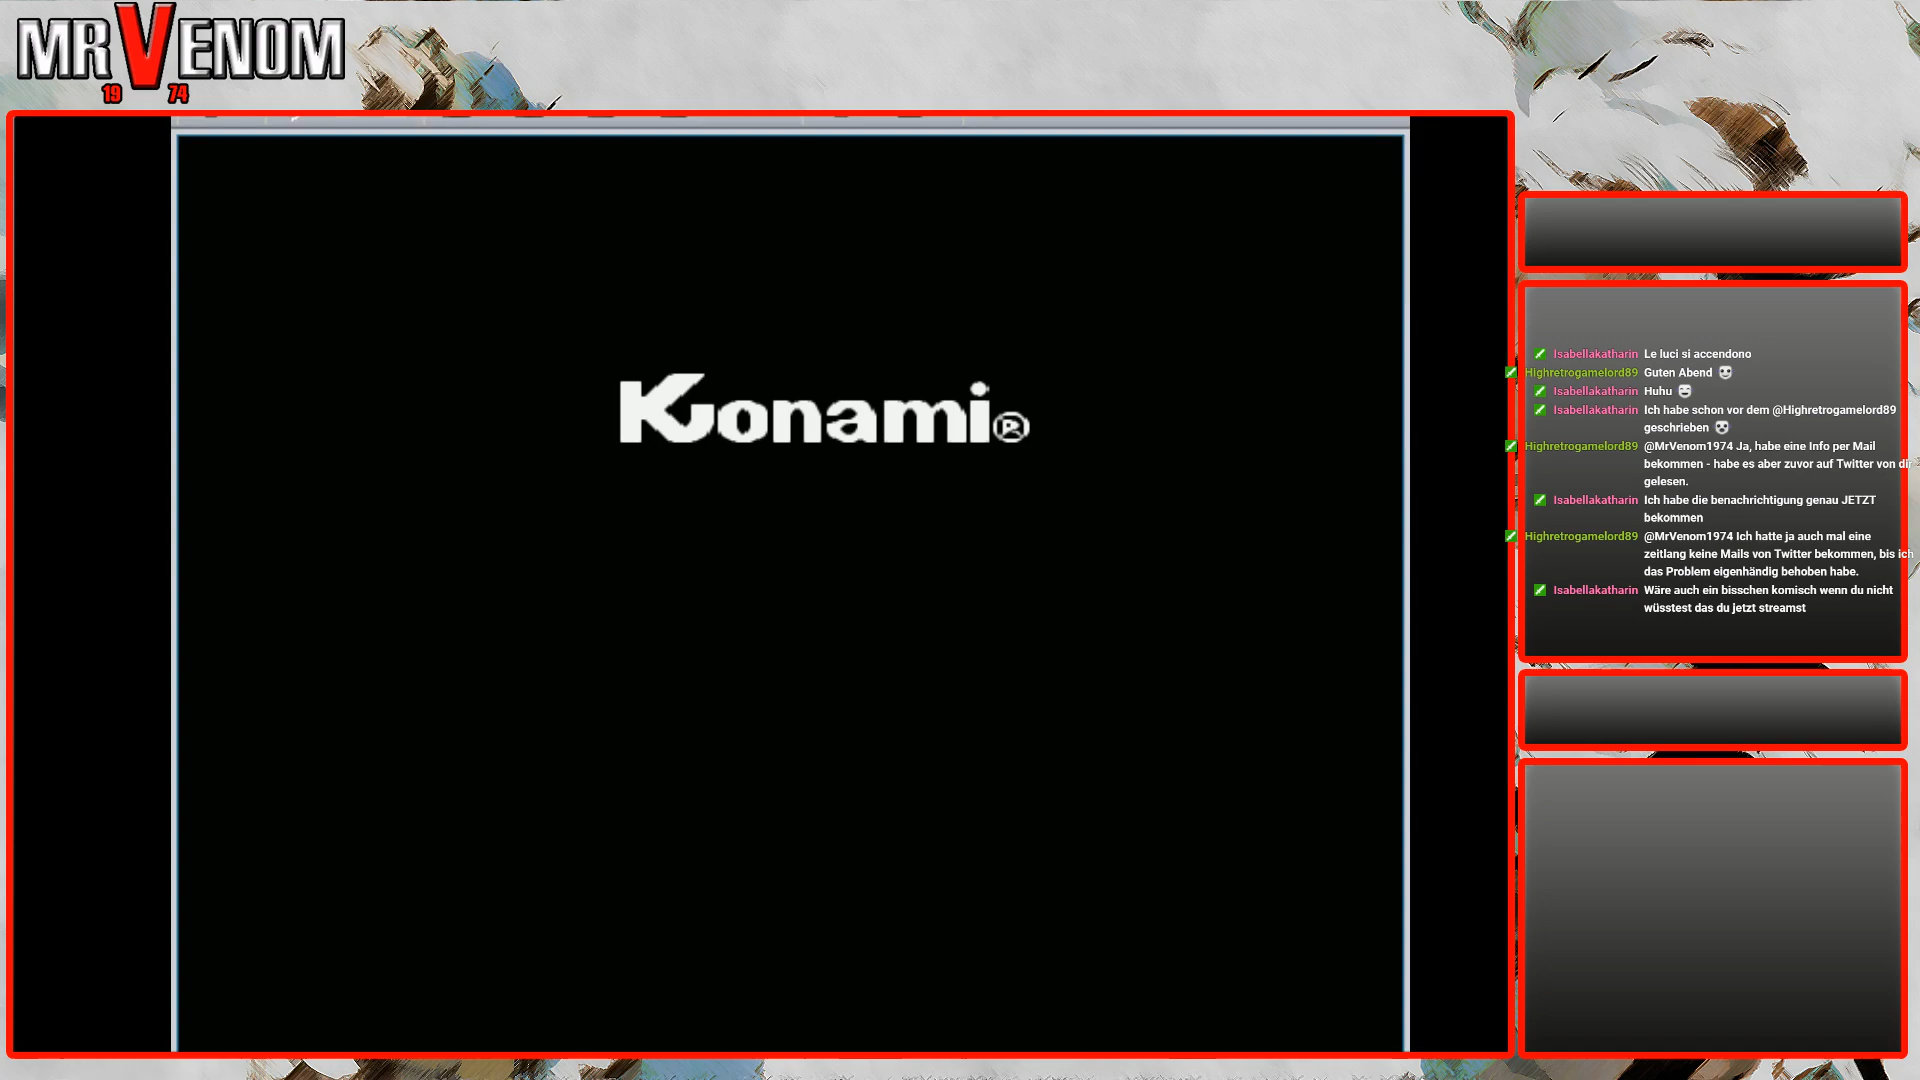 MRVENOM
19 74
Konami®
Isabellakatharin Le luci si accendono
Highretrogamelord89 Guten Abend
Isabellakatharin Huhu
Isabellakatharin Ich habe schon vor dem @Highretrogamelord89
geschrieben
Highretrogamelord89 @MrVenom1974 Ja, habe eine Info per Mail
bekommen - habe es aber zuvor auf Twitter von dir
gelesen.
Isabellakatharin Ich habe die benachrichtigung genau JETZT
bekommen
Highretrogamelord89 @MrVenom1974 Ich hatte ja auch mal eine
zeitlang keine Mails von Twitter bekommen, bis ich
das Problem eigenhändig behoben habe.
Isabellakatharin Wäre auch ein bisschen komisch wenn du nicht
wüsstest das du jetzt streamst